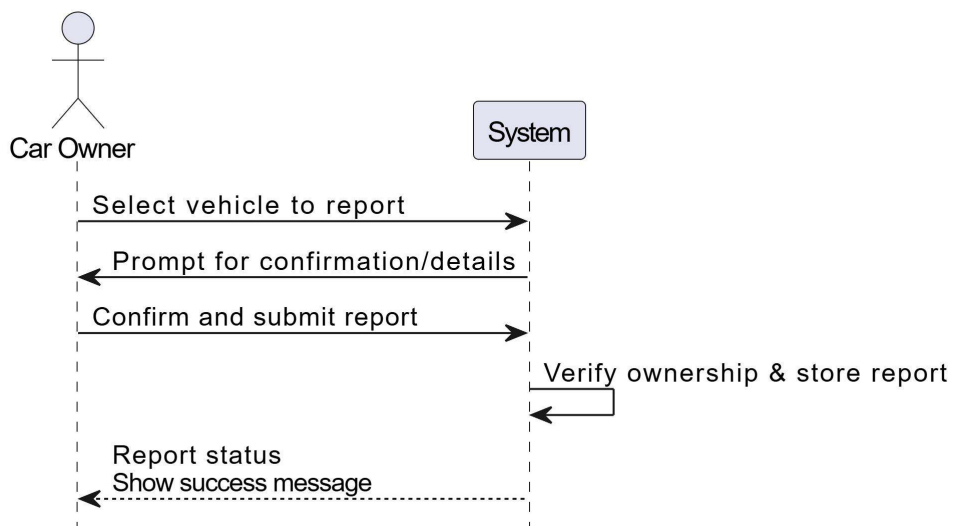 Car Owner
System
Select vehicle to report
Prompt for confirmation/details
Confirm and submit report
Verify ownership & store report
Report status
Show success message